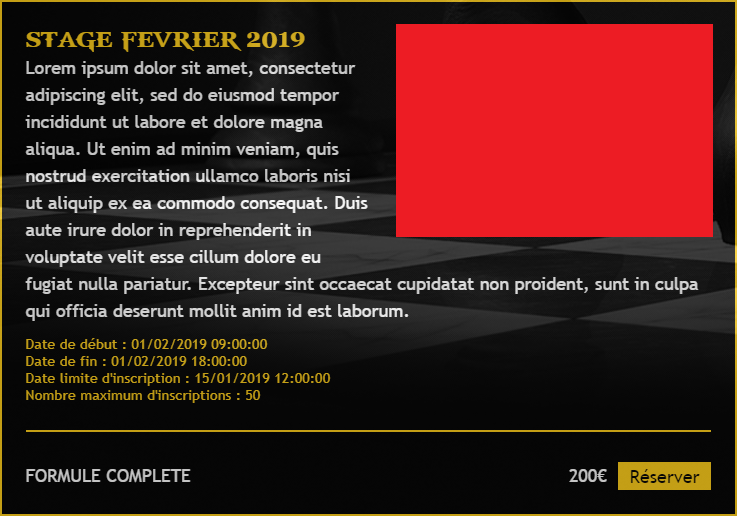 STAGE FEVRIER 2019
Lorem ipsum dolor sit amet, consectetur
adipiscing elit, sed do eiusmod tempor
incididunt ut labore et dolore magna
aliqua. Ut enim ad minim veniam, quis
nostrud exercitation ullamco laboris nisi
ut aliquip ex ea commodo consequat. Duis
aute irure dolor in reprehenderit in
voluptate velit esse cillum dolore eu
fugiat nulla pariatur. Excepteur sint occaecat cupidatat non proident, sunt in culpa
qui officia deserunt mollit anim id est laborum.
Date de début : 01/02/2019 09:00:00
Date de fin : 01/02/2019 18:00:00
Date limite d'inscription : 15/01/2019 12:00:00
Nombre maximum d'inscriptions : 50
FORMULE COMPLETE 200€ Réserver